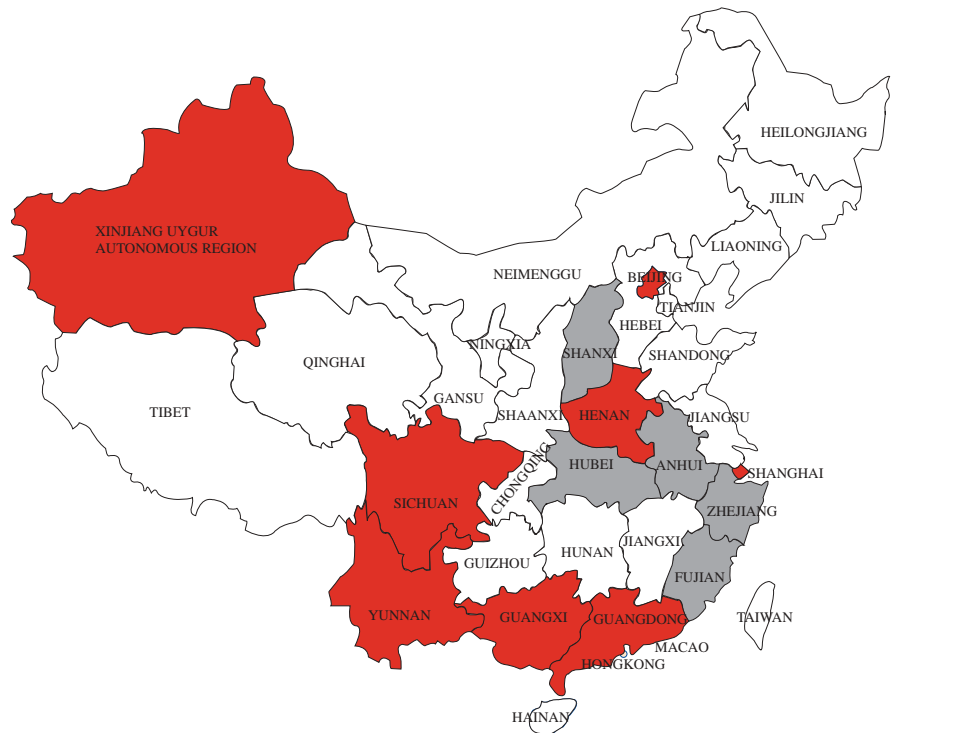 HEILONGJIANG
JILIN
XINJIANG UYGUR
AUTONOMOUS REGION
LIAONING
NEIMENGGU
BEIJING
TIANJIN
HEBEI
NINGXIA
SHANXI
SHANDONG
QINGHAI
GANSU
TIBET
SHAANXI
HENAN
JIANGSU
CHONGQING
HUBEI
ANHUI
SHANGHAI
SICHUAN
ZHEJIANG
JIANGXI
HUNAN
GUIZHOU
FUJIAN
YUNNAN
GUANGXI
GUANGDONG
TAIWAN
MACAO
HONGKONG
HAINAN